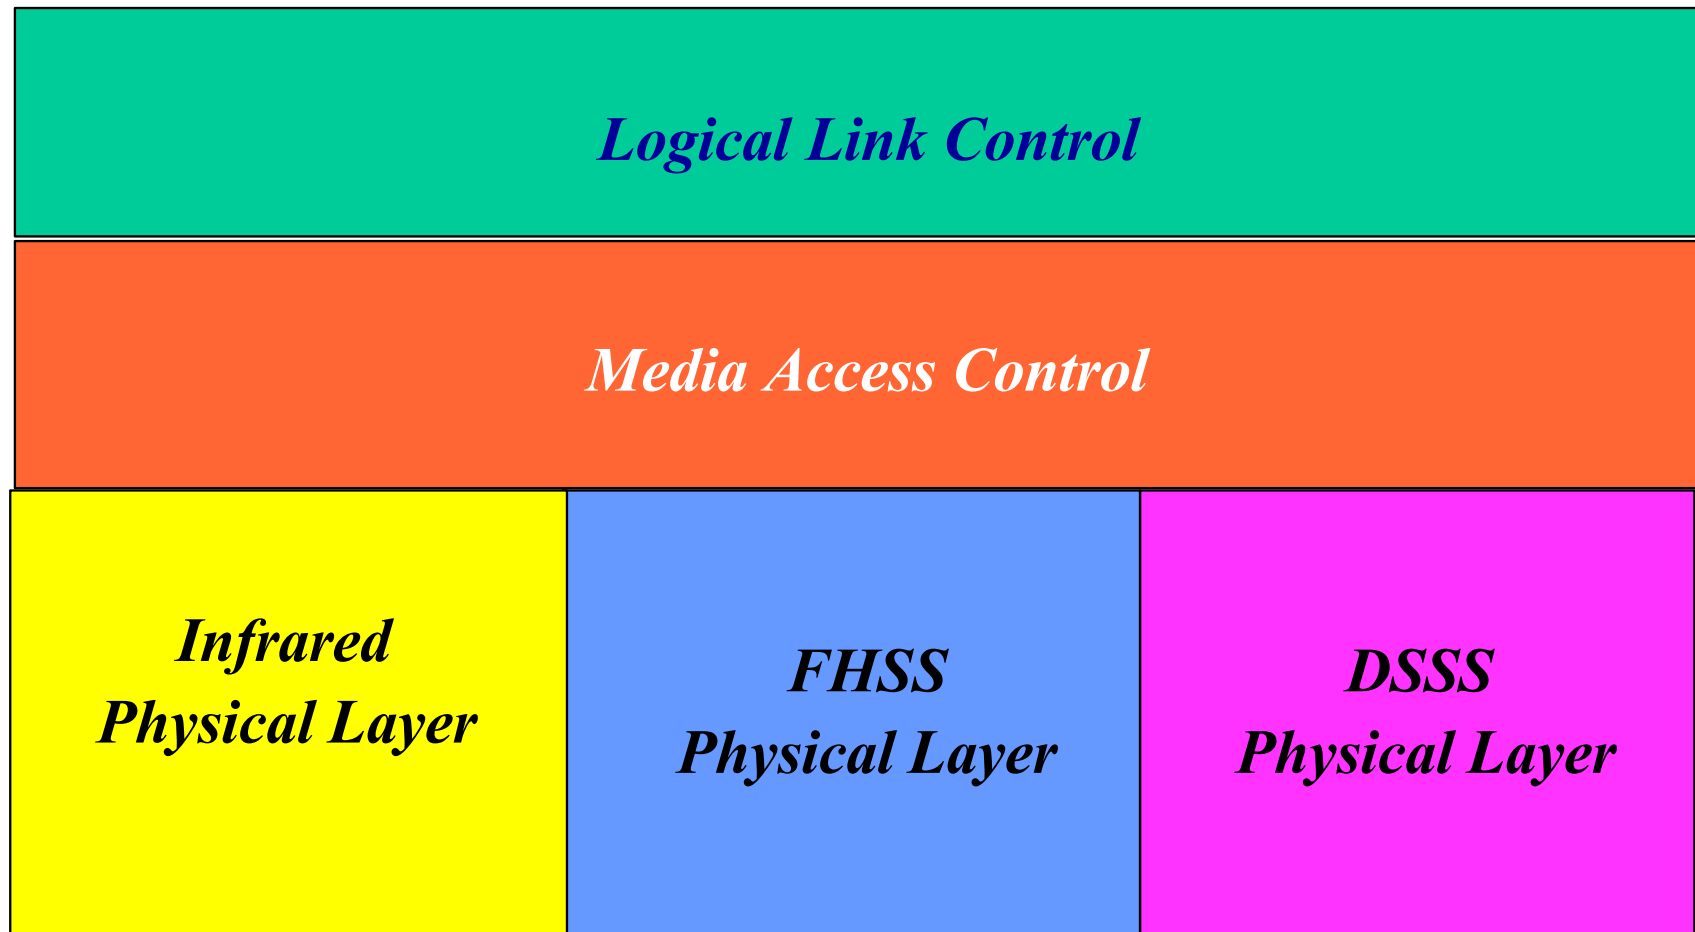 Logical Link Control
Media Access Control
Infrared
Physical Layer
FHSS
Physical Layer
DSSS
Physical Layer